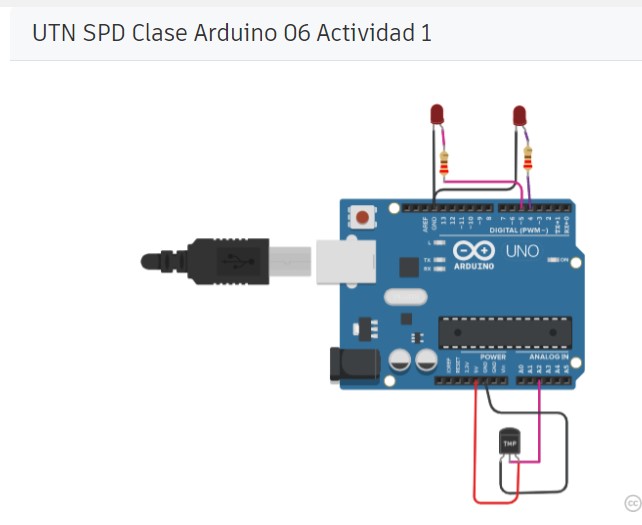 UTN SPD Clase Arduino 06 Actividad 1
AREF
GND
13
12
~11
~10
~9
8
7
~6
~5
4
~3
2
TX→1
RX←0
DIGITAL (PWM~)
L
TX
RX
UNO
ARDUINO
ON
POWER
ANALOG IN
IOREF
RESET
3.3V
5V
GND
GND
Vin
A0
A1
A2
A3
A4
A5
TMP
cc